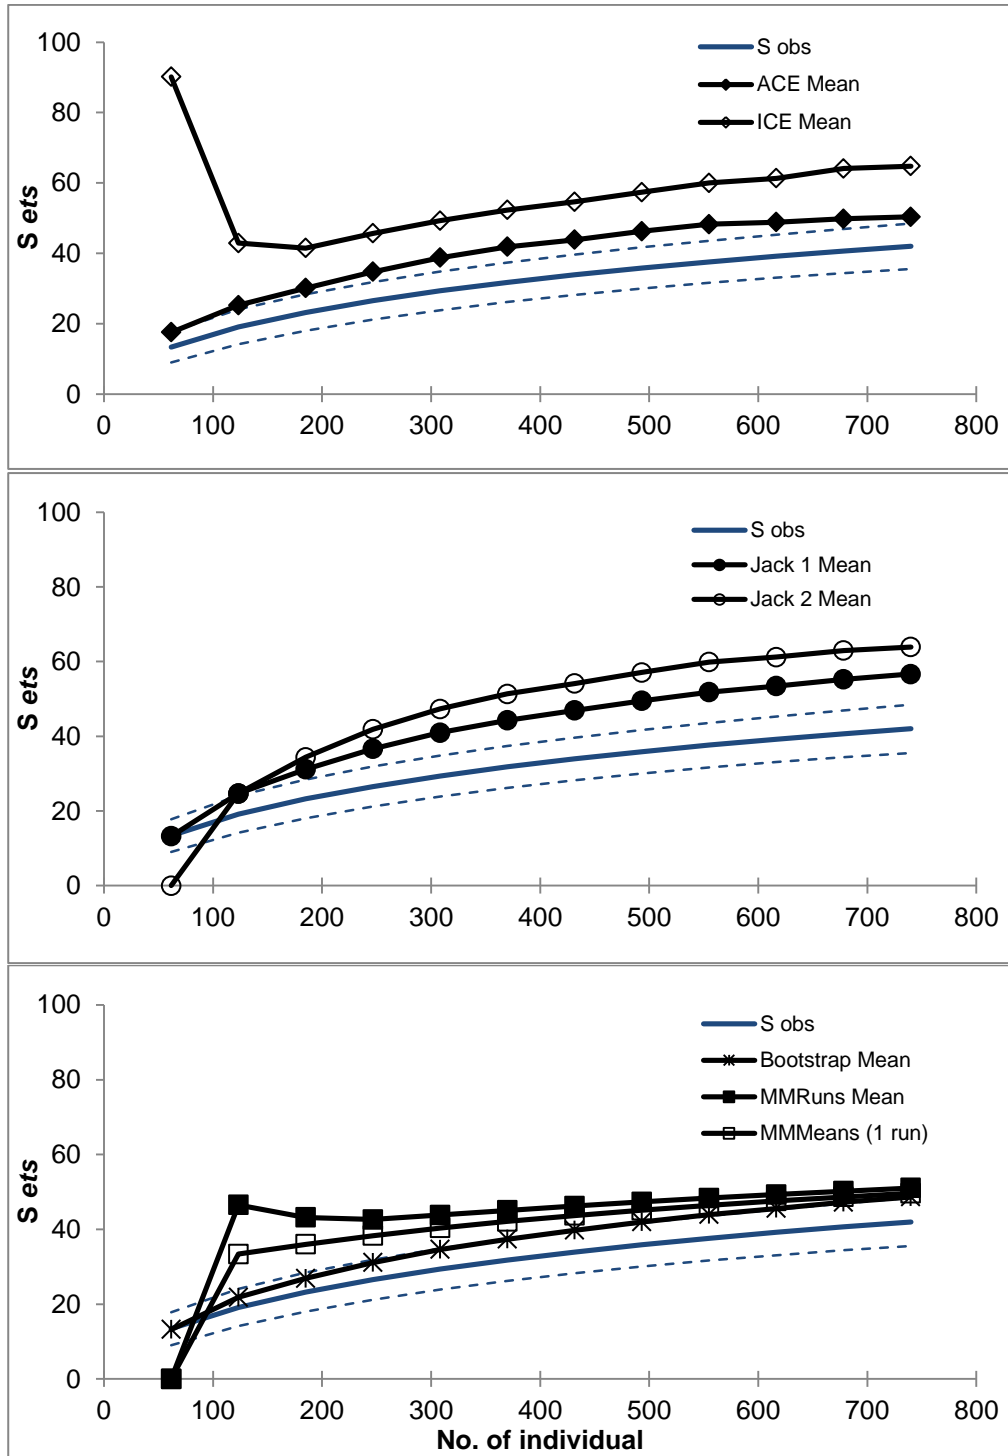 100
80
60
40
20
0
S ets
S obs
ACE Mean
ICE Mean
0 100 200 300 400 500 600 700 800
100
80
60
40
20
0
S ets
S obs
Jack 1 Mean
Jack 2 Mean
0 100 200 300 400 500 600 700 800
100
80
60
40
20
0
S ets
S obs
Bootstrap Mean
MMRuns Mean
MMMeans (1 run)
0 100 200 300 400 500 600 700 800
No. of individual